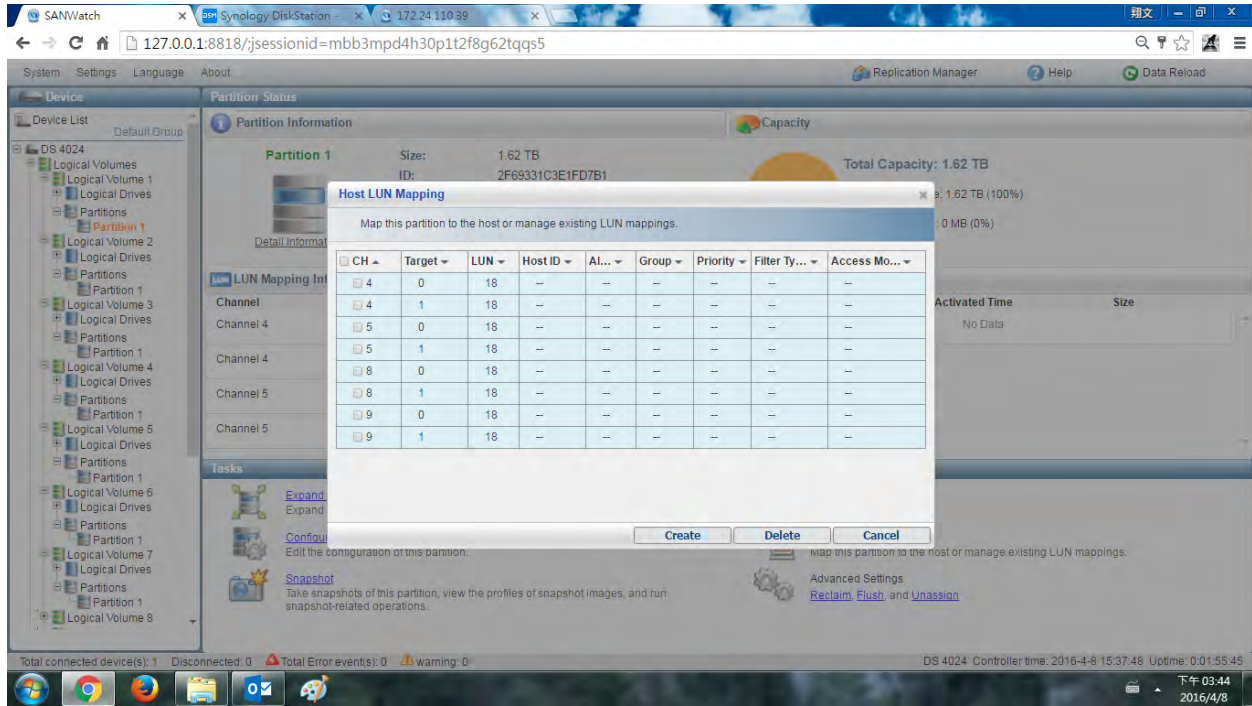 SANWatch
Synology DiskStation -
172.24.110.39
翔文
127.0.0.1:8818/;jsessionid=mbb3mpd4h30p1t2f8g62tqqs5
System Settings Language About
Replication Manager Help Data Reload
Device
Partition Status
Device List
Default Group
DS 4024
Logical Volumes
Logical Volume 1
Logical Drives
Partitions
Partition 1
Logical Volume 2
Logical Drives
Partitions
Partition 1
Logical Volume 3
Logical Drives
Partitions
Partition 1
Logical Volume 4
Logical Drives
Partitions
Partition 1
Logical Volume 5
Logical Drives
Partitions
Partition 1
Logical Volume 6
Logical Drives
Partitions
Partition 1
Logical Volume 7
Logical Drives
Partitions
Partition 1
Logical Volume 8
Partition Information
Capacity
Partition 1 Size: 1.62 TB
ID: 2F69331C3E1FD7B1
Detail Informat
Total Capacity: 1.62 TB
e: 1.62 TB (100%)
: 0 MB (0%)
LUN Mapping Inf
Channel
Channel 4
Channel 4
Channel 5
Channel 5
Activated Time Size
No Data
Host LUN Mapping
Map this partition to the host or manage existing LUN mappings.
CH Target LUN Host ID Al... Group Priority Filter Ty... Access Mo...
4 0 18 -- -- -- -- -- --
4 1 18 -- -- -- -- -- --
5 0 18 -- -- -- -- -- --
5 1 18 -- -- -- -- -- --
8 0 18 -- -- -- -- -- --
8 1 18 -- -- -- -- -- --
9 0 18 -- -- -- -- -- --
9 1 18 -- -- -- -- -- --
Create Delete Cancel
Tasks
Expand
Expand
Configu
Edit the configuration of this partition.
Snapshot
Take snapshots of this partition, view the profiles of snapshot images, and run
snapshot-related operations.
Map this partition to the host or manage existing LUN mappings.
Advanced Settings
Reclaim, Flush, and Unassign
Total connected device(s): 1 Disconnected: 0 Total Error event(s): 0 warning: 0
DS 4024 Controller time: 2016-4-8 15:37:48 Uptime: 0:01:55:45
下午 03:44
2016/4/8